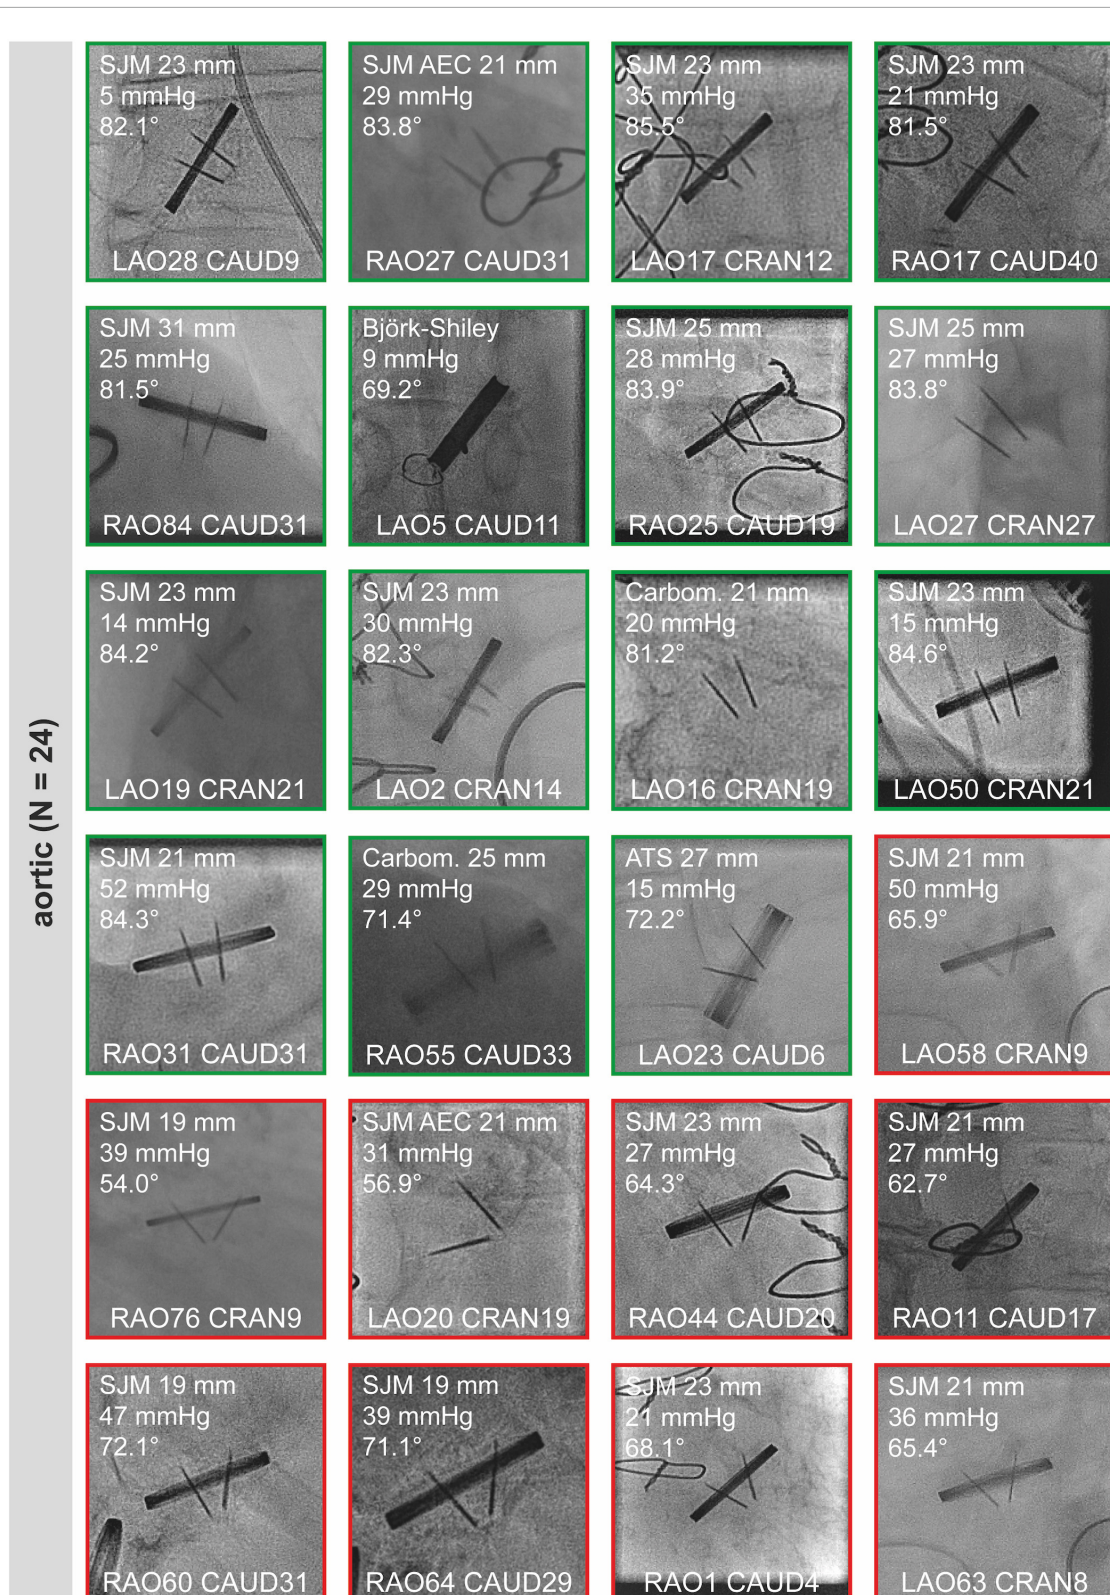 aortic (N = 24)
SJM 23 mm
5 mmHg
82.1°
LAO28 CAUD9
SJM AEC 21 mm
29 mmHg
83.8°
RAO27 CAUD31
SJM 23 mm
35 mmHg
85.5°
LAO17 CRAN12
SJM 23 mm
21 mmHg
81.5°
RAO17 CAUD40
SJM 31 mm
25 mmHg
81.5°
RAO84 CAUD31
Björk-Shiley
9 mmHg
69.2°
LAO5 CAUD11
SJM 25 mm
28 mmHg
83.9°
RAO25 CAUD19
SJM 25 mm
27 mmHg
83.8°
LAO27 CRAN27
SJM 23 mm
14 mmHg
84.2°
LAO19 CRAN21
SJM 23 mm
30 mmHg
82.3°
LAO2 CRAN14
Carbom. 21 mm
20 mmHg
81.2°
LAO16 CRAN19
SJM 23 mm
15 mmHg
84.6°
LAO50 CRAN21
SJM 21 mm
52 mmHg
84.3°
RAO31 CAUD31
Carbom. 25 mm
29 mmHg
71.4°
RAO55 CAUD33
ATS 27 mm
15 mmHg
72.2°
LAO23 CAUD6
SJM 21 mm
50 mmHg
65.9°
LAO58 CRAN9
SJM 19 mm
39 mmHg
54.0°
RAO76 CRAN9
SJM AEC 21 mm
31 mmHg
56.9°
LAO20 CRAN19
SJM 23 mm
27 mmHg
64.3°
RAO44 CAUD20
SJM 21 mm
27 mmHg
62.7°
RAO11 CAUD17
SJM 19 mm
47 mmHg
72.1°
RAO60 CAUD31
SJM 19 mm
39 mmHg
71.1°
RAO64 CAUD29
SJM 23 mm
21 mmHg
68.1°
RAO1 CAUD4
SJM 21 mm
36 mmHg
65.4°
LAO63 CRAN8